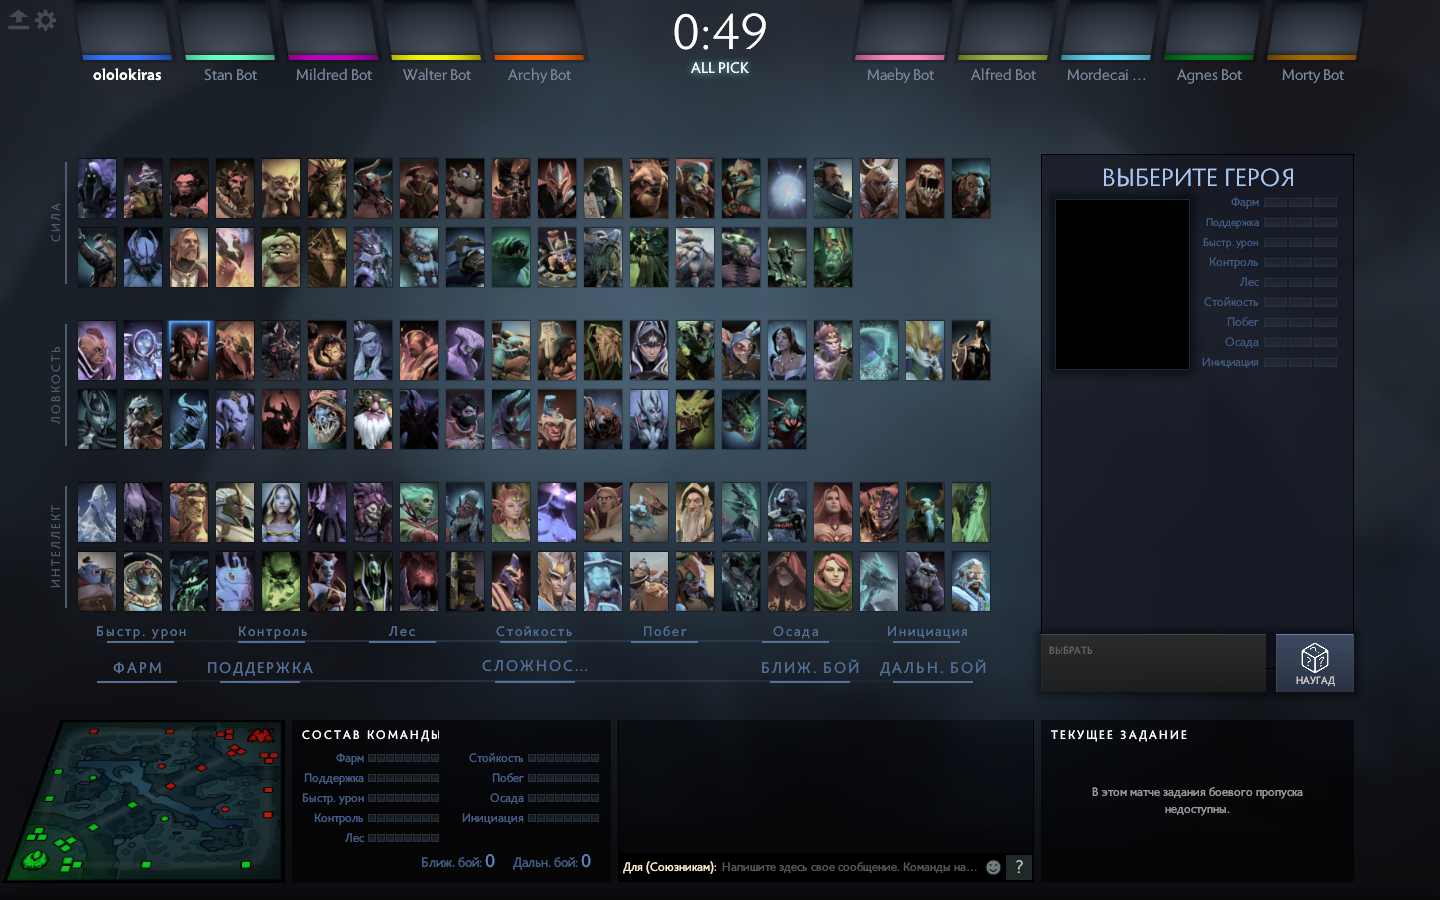 0:49
ALL PICK
ololokiras
Stan Bot
Mildred Bot
Walter Bot
Archy Bot
Maeby Bot
Alfred Bot
Mordecai ...
Agnes Bot
Morty Bot
СИЛА
ЛОВКОСТЬ
ИНТЕЛЛЕКТ
Быстр. урон
Контроль
Лес
Стойкость
Побег
Осада
Инициация
ФАРМ
ПОДДЕРЖКА
СЛОЖНОС...
БЛИЖ. БОЙ
ДАЛЬН. БОЙ
ВЫБЕРИТЕ ГЕРОЯ
Фарм
Поддержка
Быстр. урон
Контроль
Лес
Стойкость
Побег
Осада
Инициация
ВЫБРАТЬ
НАУГАД
СОСТАВ КОМАНДЫ
Фарм
Поддержка
Быстр. урон
Контроль
Лес
Стойкость
Побег
Осада
Инициация
Ближ. бой: 0
Дальн. бой: 0
Для (Союзникам): Напишите здесь свое сообщение. Команды на...
?
ТЕКУЩЕЕ ЗАДАНИЕ
В этом матче задания боевого пропуска
недоступны.